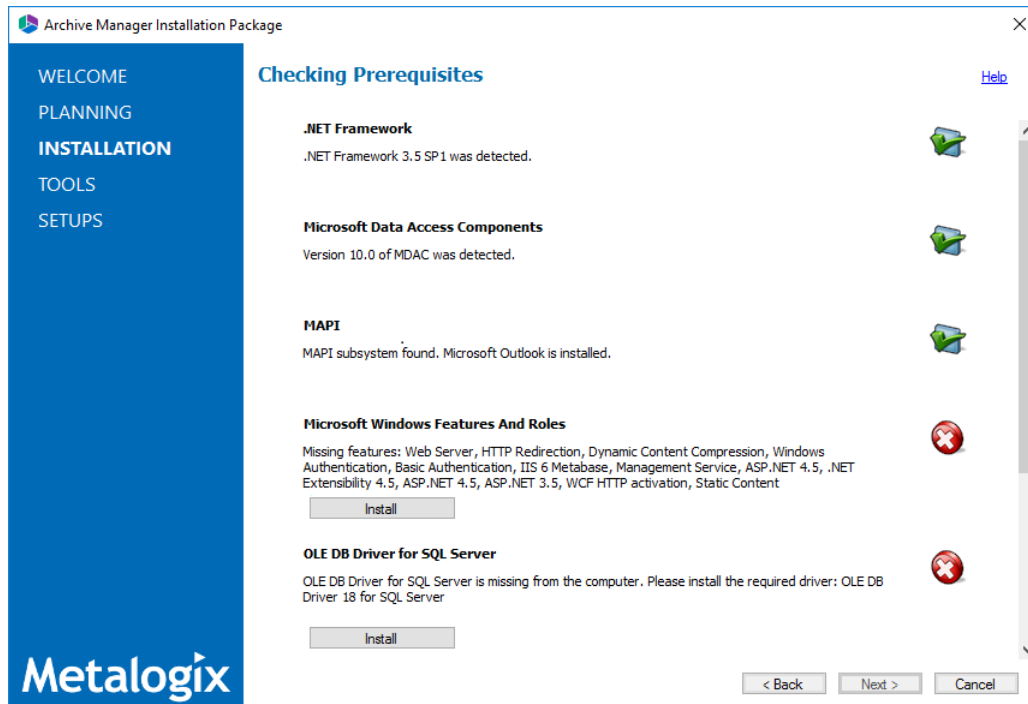 Archive Manager Installation Package
WELCOME
PLANNING
INSTALLATION
TOOLS
SETUPS
Metalogix
Checking Prerequisites
Help
.NET Framework
.NET Framework 3.5 SP1 was detected.
Microsoft Data Access Components
Version 10.0 of MDAC was detected.
MAPI
MAPI subsystem found. Microsoft Outlook is installed.
Microsoft Windows Features And Roles
Missing features: Web Server, HTTP Redirection, Dynamic Content Compression, Windows
Authentication, Basic Authentication, IIS 6 Metabase, Management Service, ASP.NET 4.5, .NET
Extensibility 4.5, ASP.NET 4.5, ASP.NET 3.5, WCF HTTP activation, Static Content
Install
OLE DB Driver for SQL Server
OLE DB Driver for SQL Server is missing from the computer. Please install the required driver: OLE DB
Driver 18 for SQL Server
Install
< Back
Next >
Cancel